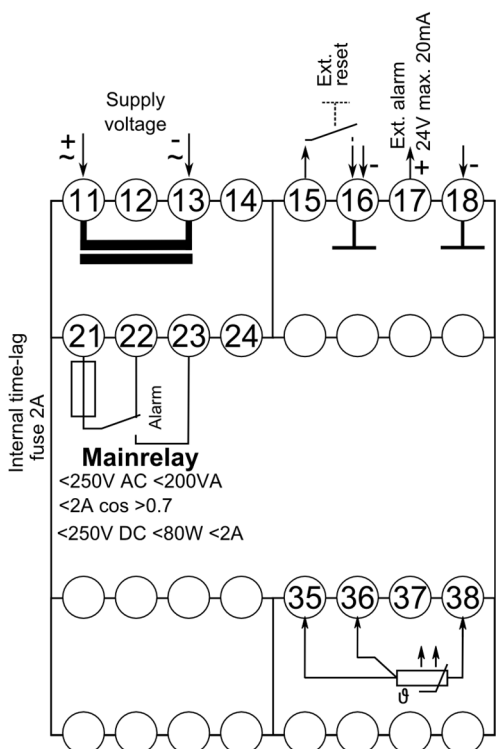 Supply
voltage
Ext.
reset
Ext. alarm
24V max. 20mA
+
~
-
~
-
+
-
11 12 13 14 15 16 17 18
21 22 23 24
Internal time-lag
fuse 2A
Alarm
Mainrelay
<250V AC <200VA
<2A cos >0.7
<250V DC <80W <2A
35 36 37 38
ϑ